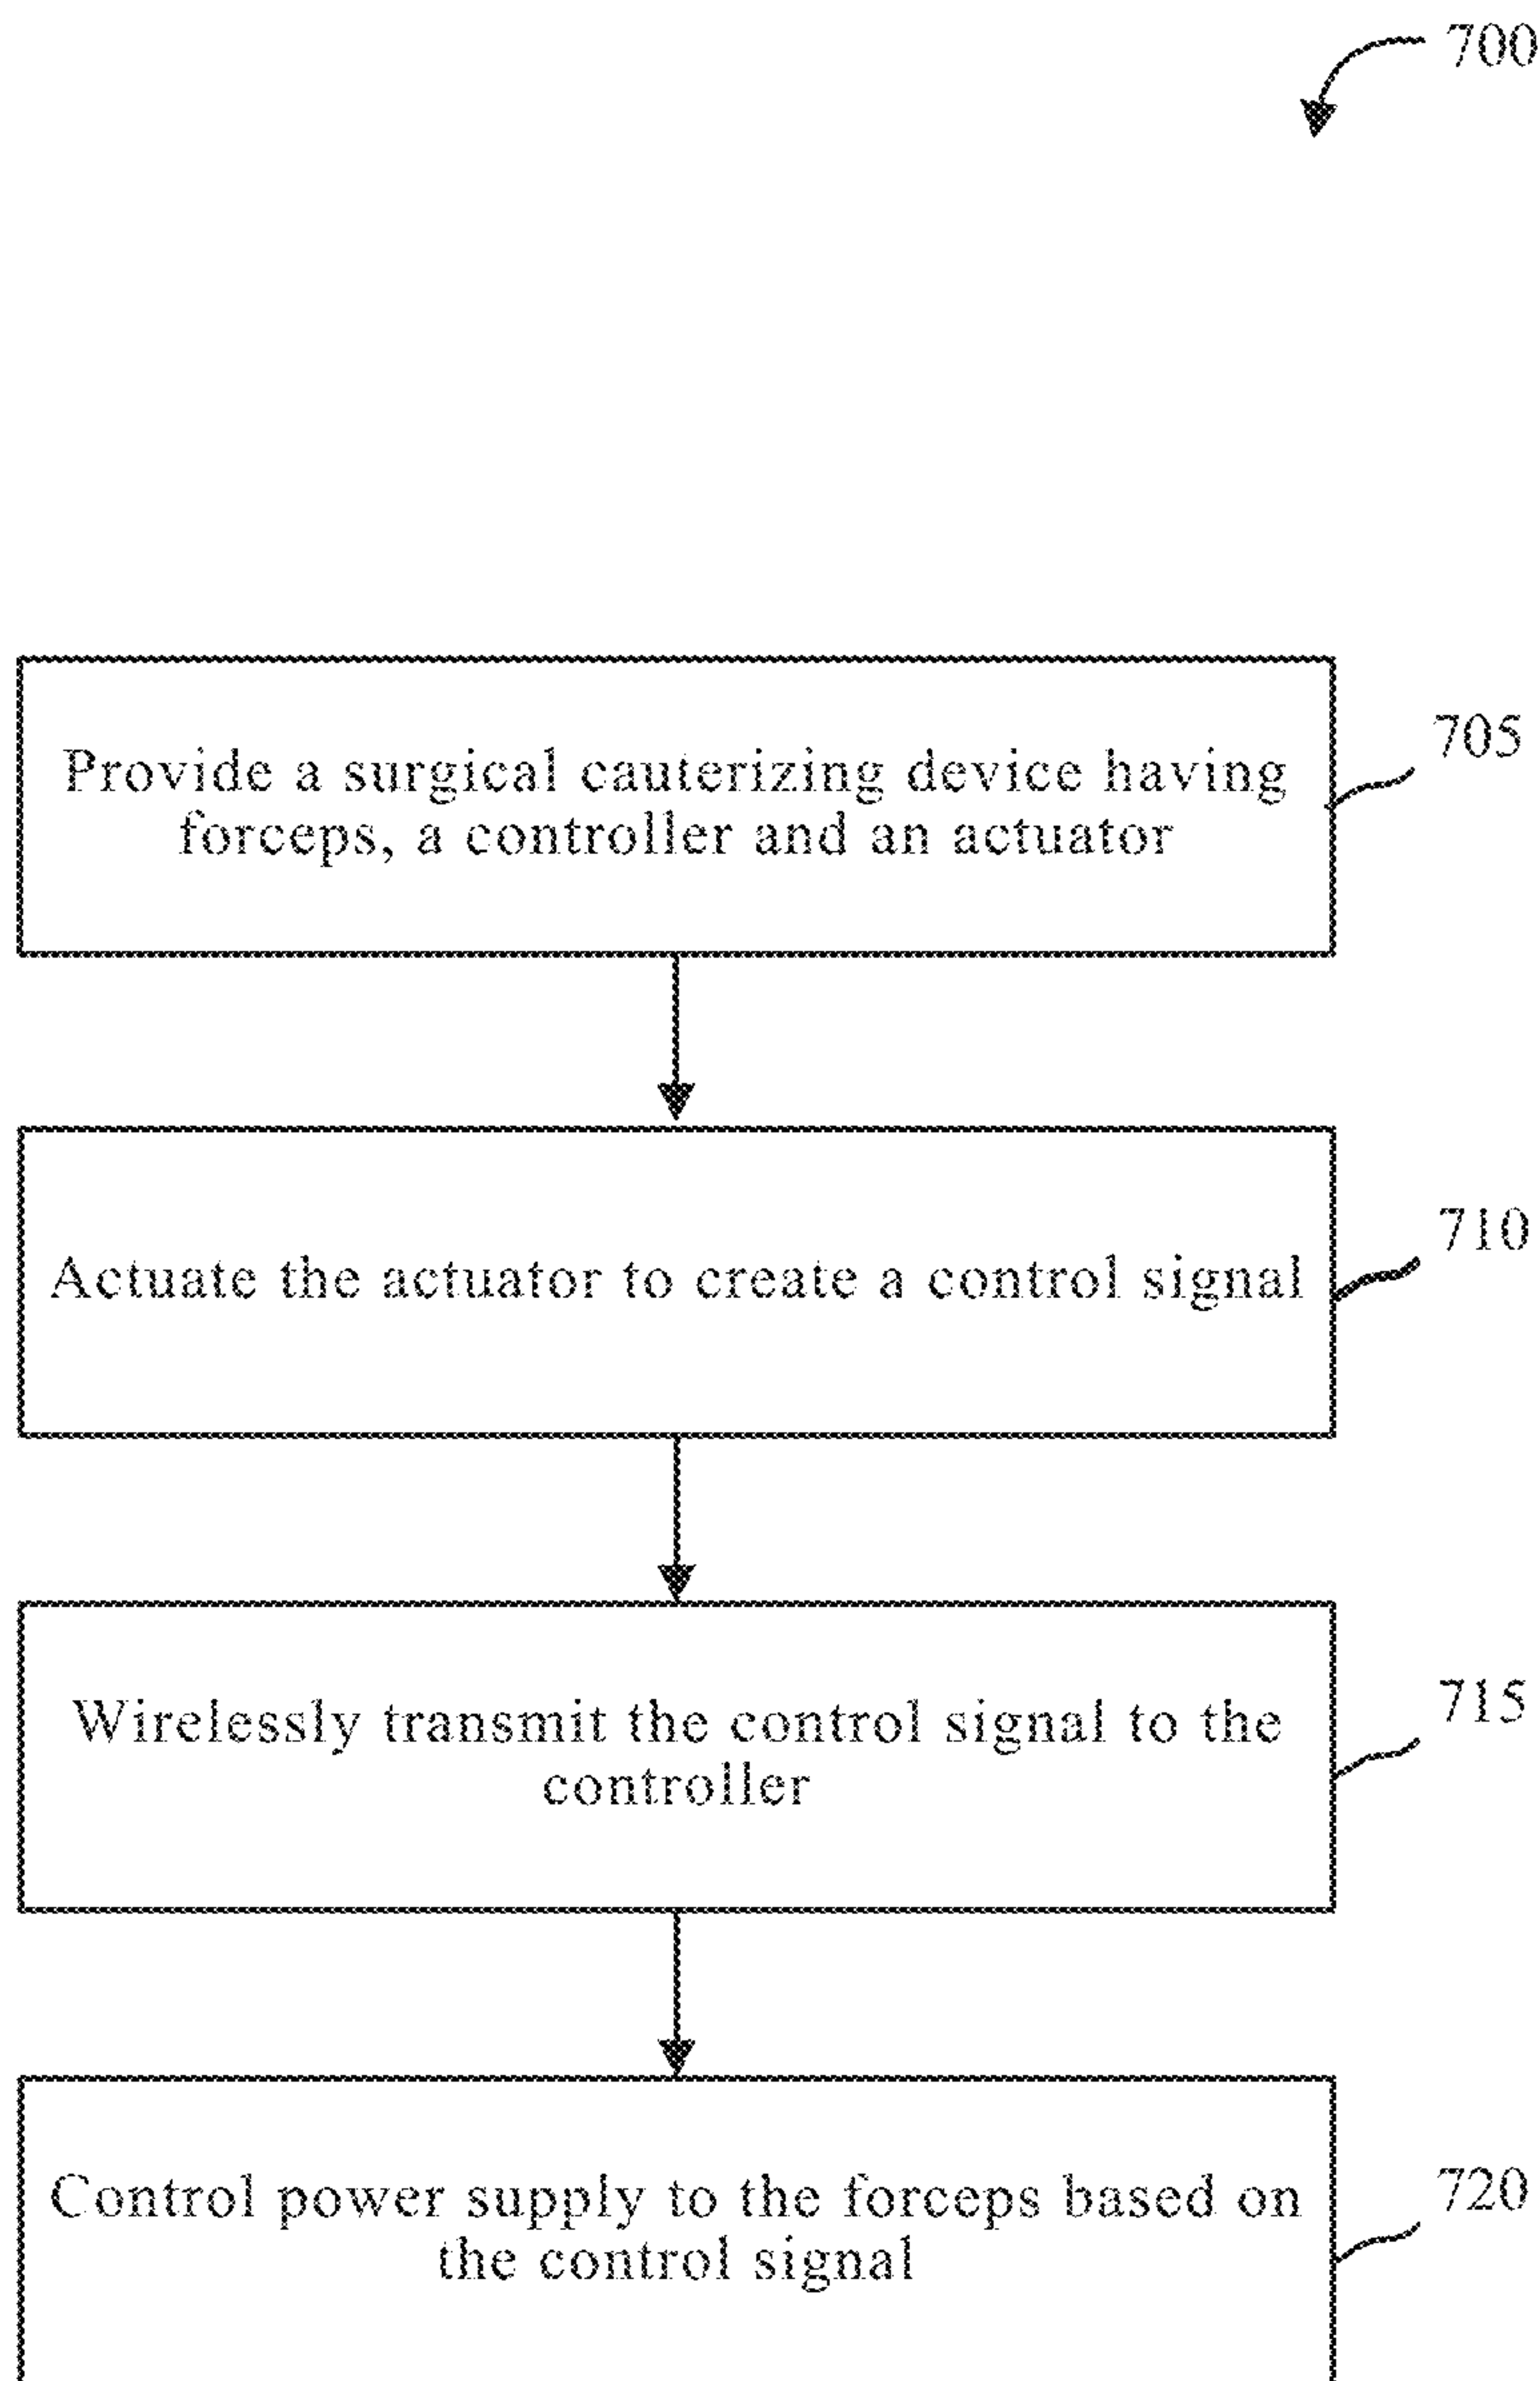 700
Provide a surgical cauterizing device having
forceps, a controller and an actuator
705
Actuate the actuator to create a control signal
710
Wirelessly transmit the control signal to the
controller
715
Control power supply to the forceps based on
the control signal
720